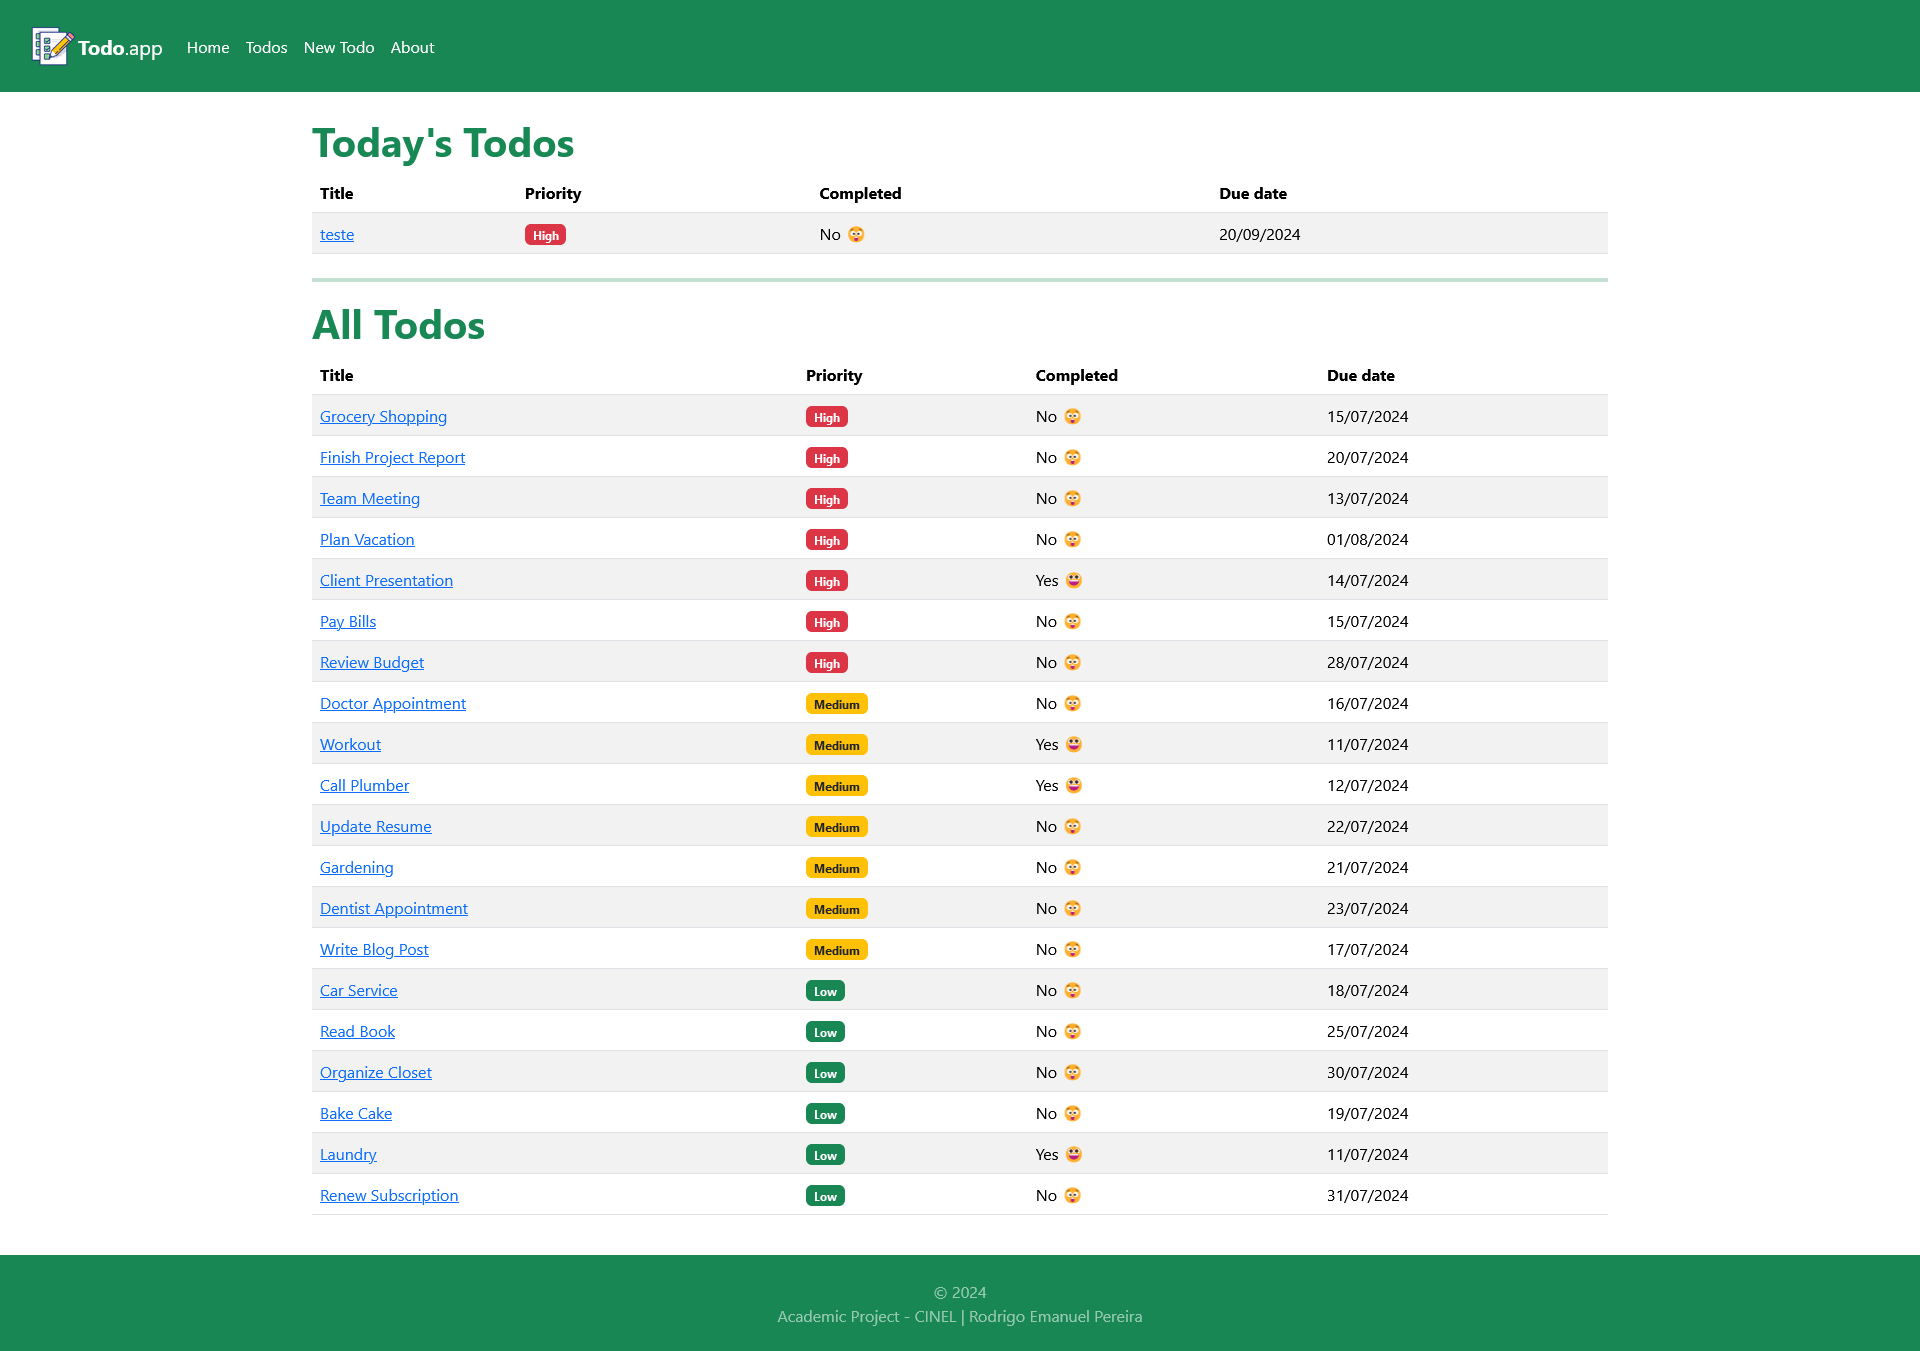 Todo.app Home Todos New Todo About
Today's Todos
Title Priority Completed Due date
teste High No 20/09/2024
All Todos
Title Priority Completed Due date
Grocery Shopping High No 15/07/2024
Finish Project Report High No 20/07/2024
Team Meeting High No 13/07/2024
Plan Vacation High No 01/08/2024
Client Presentation High Yes 14/07/2024
Pay Bills High No 15/07/2024
Review Budget High No 28/07/2024
Doctor Appointment Medium No 16/07/2024
Workout Medium Yes 11/07/2024
Call Plumber Medium Yes 12/07/2024
Update Resume Medium No 22/07/2024
Gardening Medium No 21/07/2024
Dentist Appointment Medium No 23/07/2024
Write Blog Post Medium No 17/07/2024
Car Service Low No 18/07/2024
Read Book Low No 25/07/2024
Organize Closet Low No 30/07/2024
Bake Cake Low No 19/07/2024
Laundry Low Yes 11/07/2024
Renew Subscription Low No 31/07/2024
© 2024
Academic Project - CINEL | Rodrigo Emanuel Pereira